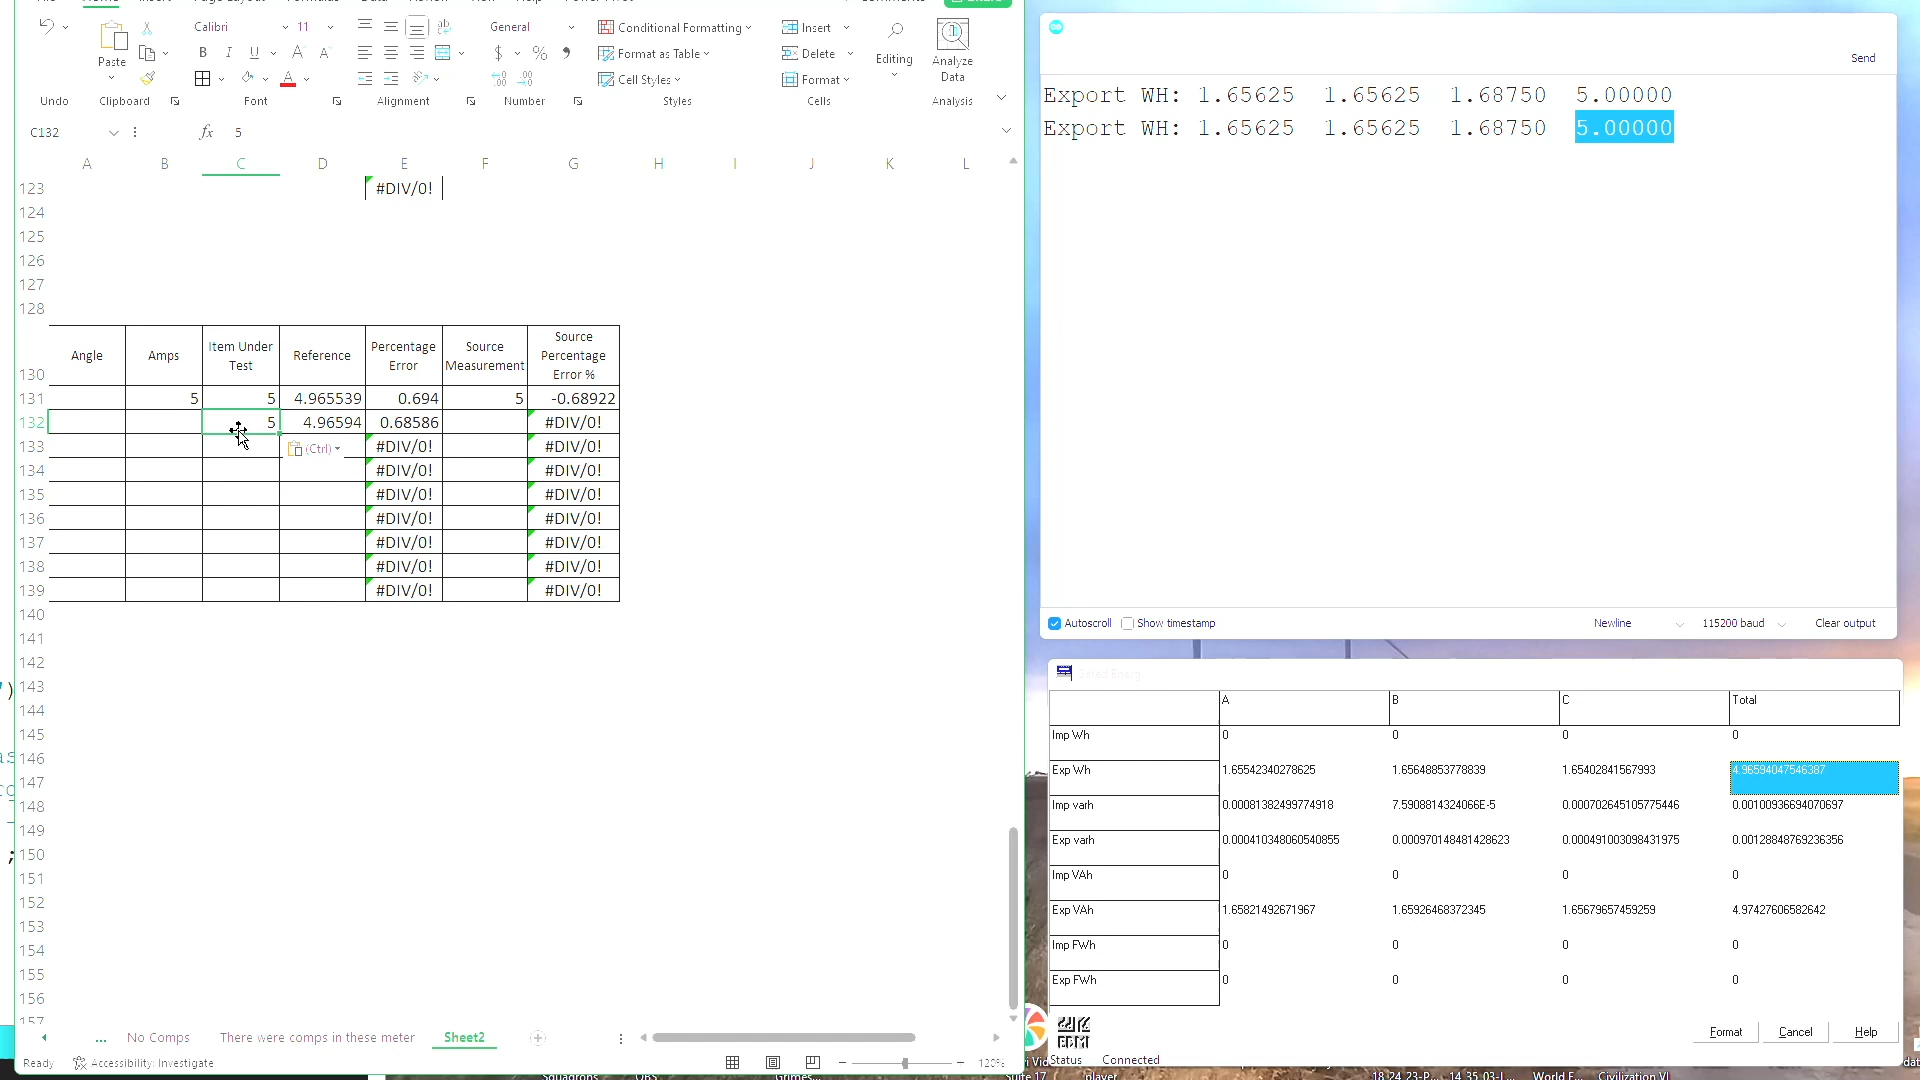 Calibri 11 General Conditional Formatting Insert
Paste B I U $ % Format as Table Delete Editing Analyze Data
Cell Styles Format
Undo Clipboard Font Alignment Number Styles Cells Analysis
C132 fx 5
A B C D E F G H I J K L
123 #DIV/0!
124
125
126
127
128
130 Angle Amps Item Under Test Reference Percentage Error Source Measurement Source Percentage Error %
131 5 5 4.965539 0.694 5 -0.68922
132 5 4.96594 0.68586 #DIV/0!
133 (Ctrl) #DIV/0! #DIV/0!
134 #DIV/0! #DIV/0!
135 #DIV/0! #DIV/0!
136 #DIV/0! #DIV/0!
137 #DIV/0! #DIV/0!
138 #DIV/0! #DIV/0!
139 #DIV/0! #DIV/0!
140
141
142
143
144
145
146
147
148
149
150
151
152
153
154
155
156
157
... No Comps There were comps in these meter Sheet2
Ready Accessibility: Investigate 120%
Send
Export WH: 1.65625 1.65625 1.68750 5.00000
Export WH: 1.65625 1.65625 1.68750 5.00000
Autoscroll Show timestamp Newline 115200 baud Clear output
A B C Total
Imp Wh 0 0 0 0
Exp Wh 1.65542340278625 1.65648853778839 1.65402841567993 4.96594047546387
Imp varh 0.00081382499774918 7.5908814324066E-5 0.000702645105775446 0.00100936694070697
Exp varh 0.000410348060540855 0.000970148481428623 0.000491003098431975 0.00128848769236356
Imp VAh 0 0 0 0
Exp VAh 1.65821492671967 1.65926468372345 1.65679657459259 4.97427606582642
Imp FWh 0 0 0 0
Exp FWh 0 0 0 0
Format Cancel Help
Status Connected